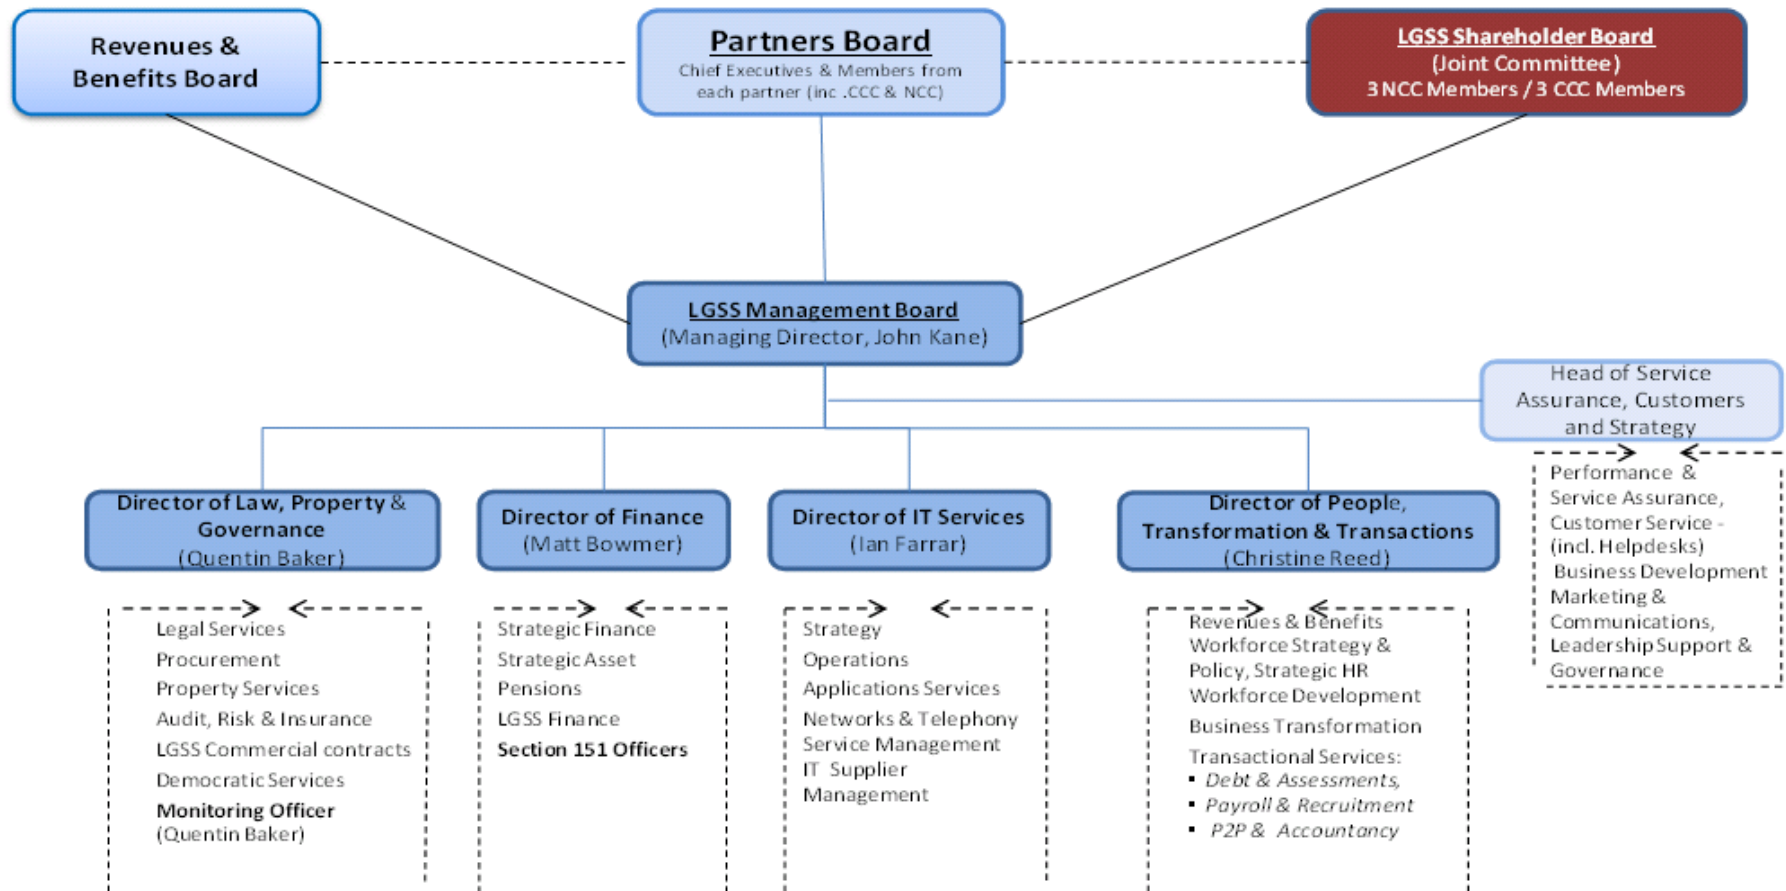 Revenues &
Benefits Board
Partners Board
Chief Executives & Members from
each partner (inc .CCC & NCC)
LGSS Shareholder Board
(Joint Committee)
3 NCC Members / 3 CCC Members
LGSS Management Board
(Managing Director, John Kane)
Head of Service
Assurance, Customers
and Strategy
Performance &
Service Assurance,
Customer Service -
(incl. Helpdesks)
Business Development
Marketing &
Communications,
Leadership Support &
Governance
Director of Law, Property &
Governance
(Quentin Baker)
Legal Services
Procurement
Property Services
Audit, Risk & Insurance
LGSS Commercial contracts
Democratic Services
Monitoring Officer
(Quentin Baker)
Director of Finance
(Matt Bowmer)
Strategic Finance
Strategic Asset
Pensions
LGSS Finance
Section 151 Officers
Director of IT Services
(Ian Farrar)
Strategy
Operations
Applications Services
Networks & Telephony
Service Management
IT Supplier
Management
Director of People,
Transformation & Transactions
(Christine Reed)
Revenues & Benefits
Workforce Strategy &
Policy, Strategic HR
Workforce Development
Business Transformation
Transactional Services:
▪ Debt & Assessments,
▪ Payroll & Recruitment
▪ P2P & Accountancy